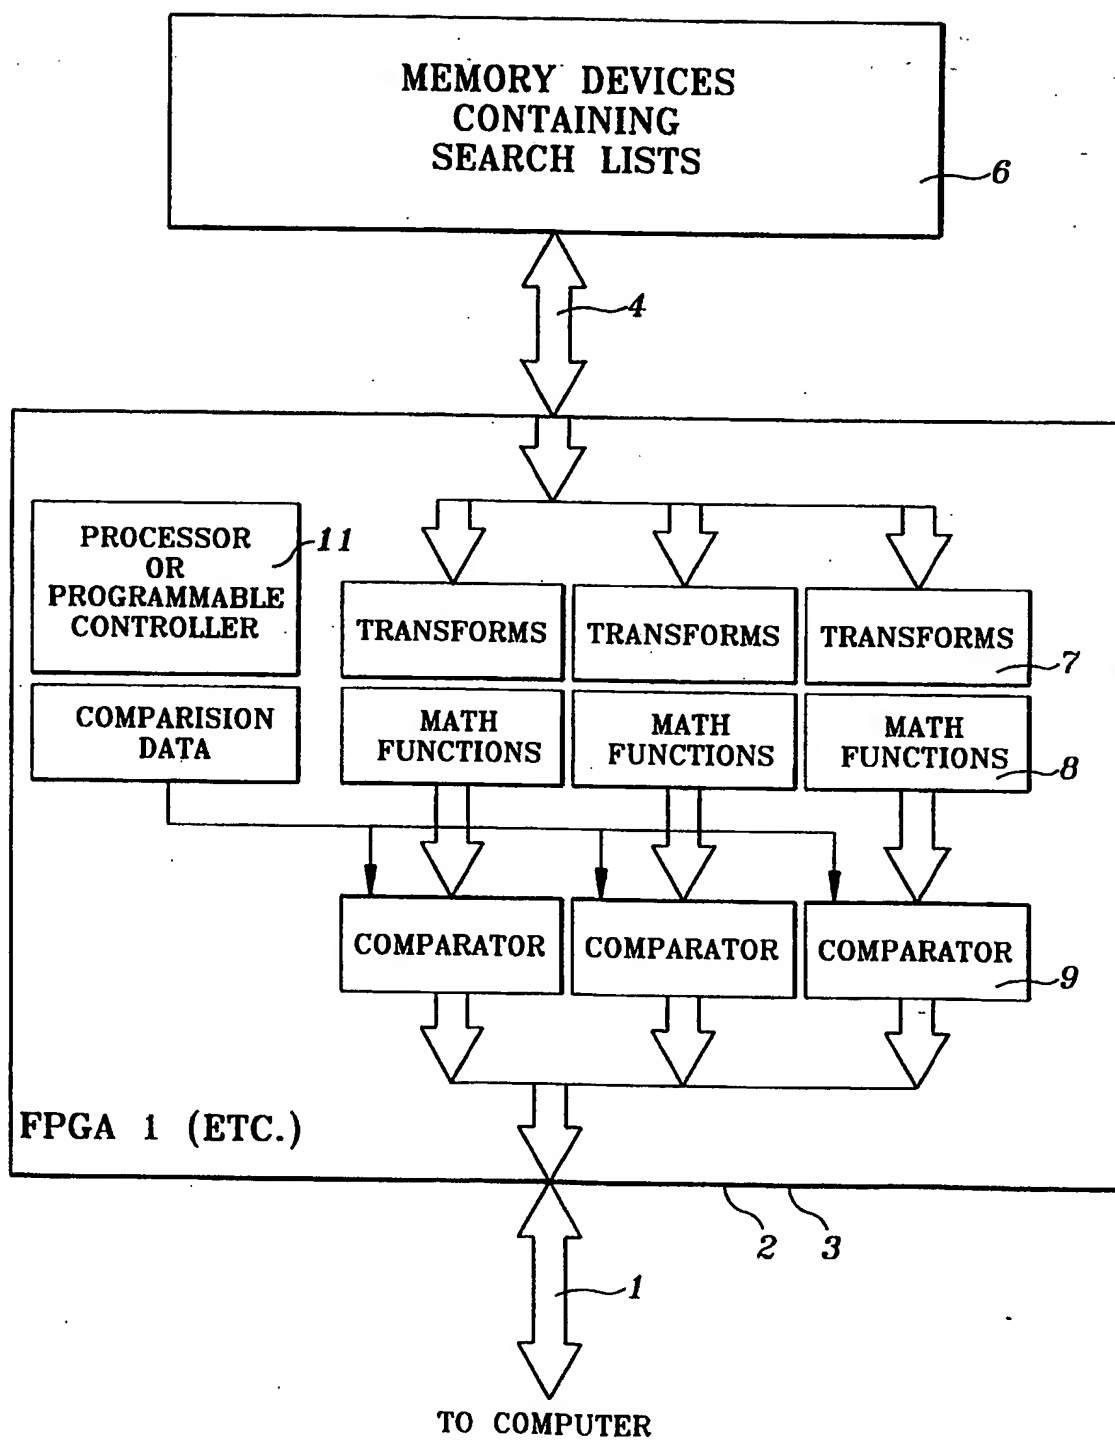 MEMORY DEVICES
CONTAINING
SEARCH LISTS
6
4
PROCESSOR
OR
PROGRAMMABLE
CONTROLLER
11
TRANSFORMS
TRANSFORMS
TRANSFORMS
7
COMPARISION
DATA
MATH
FUNCTIONS
MATH
FUNCTIONS
MATH
FUNCTIONS
8
COMPARATOR
COMPARATOR
COMPARATOR
9
FPGA 1 (ETC.)
2
3
1
TO COMPUTER